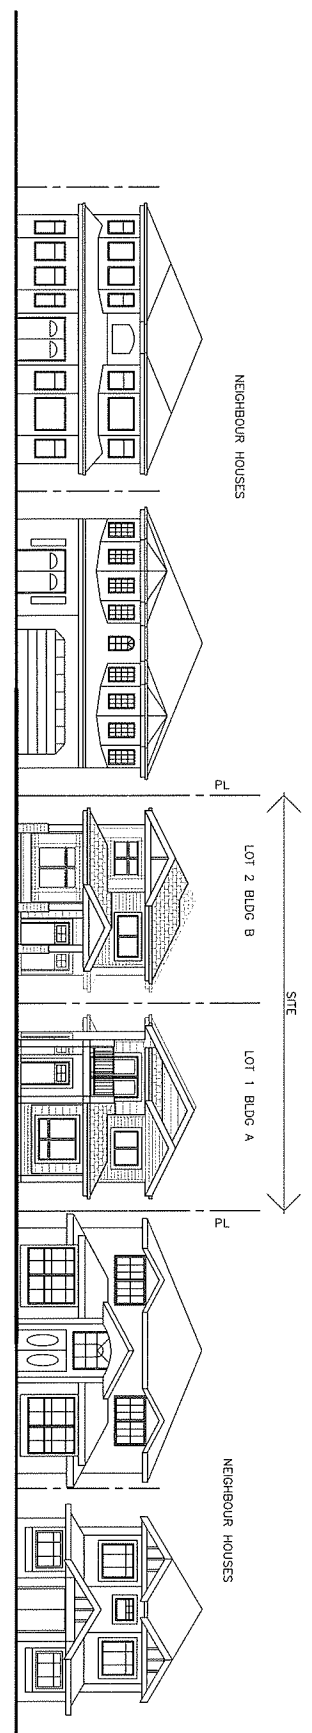 NEIGHBOUR HOUSES
PL
LOT 2 BLDG B
SITE
LOT 1 BLDG A
PL
NEIGHBOUR HOUSES